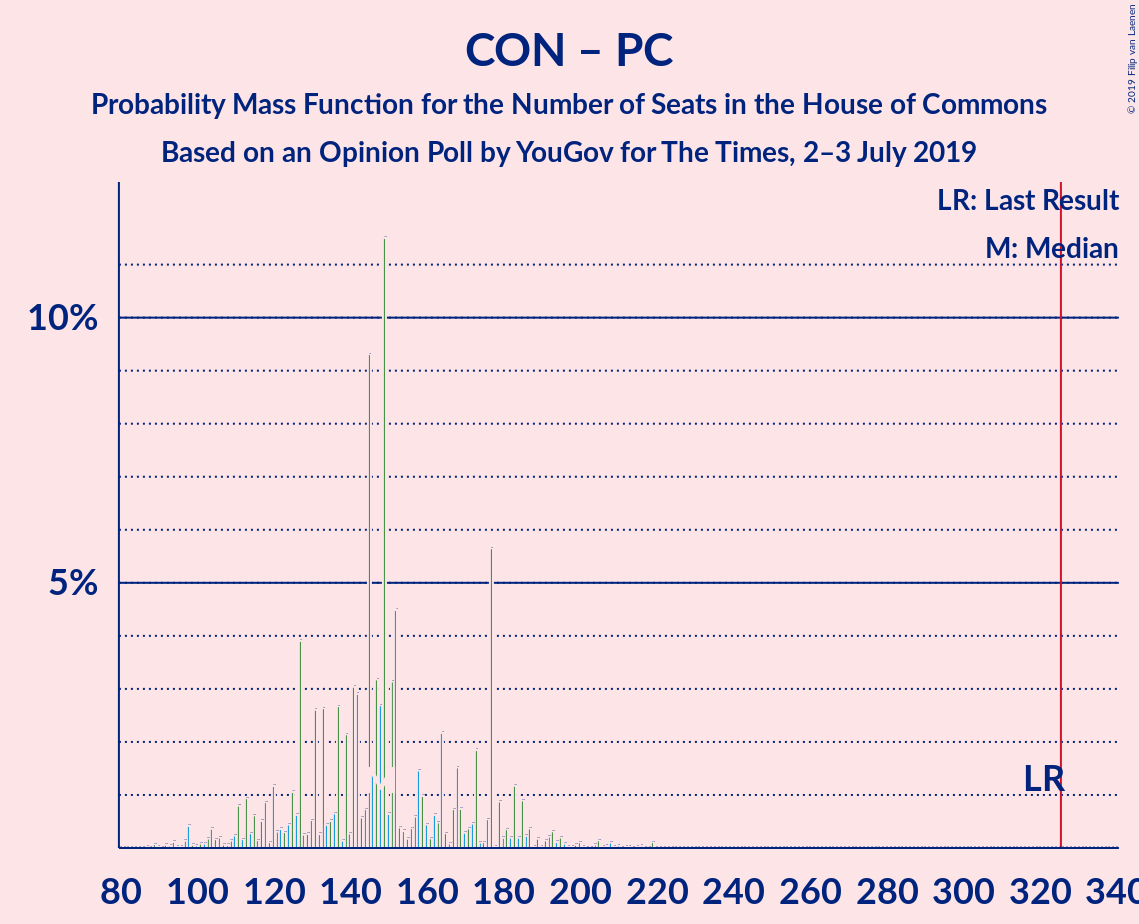 CON – PC
Probability Mass Function for the Number of Seats in the House of Commons
Based on an Opinion Poll by YouGov for The Times, 2–3 July 2019
© 2019 Filip van Laenen
LR: Last Result
M: Median
10%
5%
LR
80 100 120 140 160 180 200 220 240 260 280 300 320 340